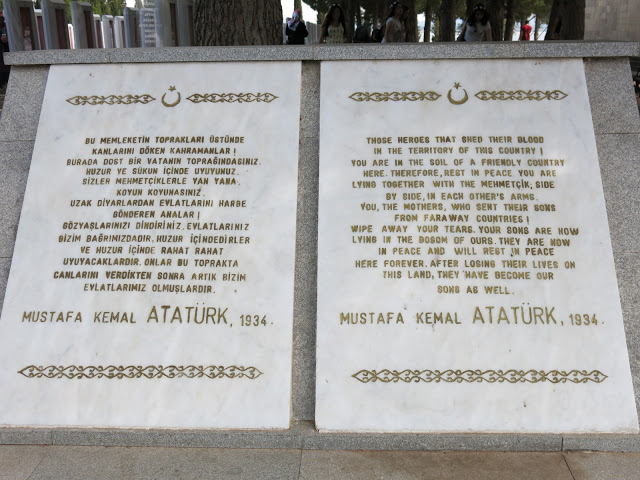 BU MEMLEKETİN TOPRAKLARI ÜSTÜNDE
KANLARINI DÖKEN KAHRAMANLAR !
BURADA DOST BİR VATANIN TOPRAĞINDASINIZ.
HUZUR VE SÜKUN İÇİNDE UYUYUNUZ.
SİZLER MEHMETÇİKLERLE YAN YANA,
KOYUN KOYUNASINIZ.
UZAK DİYARLARDAN EVLATLARINI HARBE
GÖNDEREN ANALAR !
GÖZYAŞLARINIZI DİNDİRİNİZ. EVLATLARINIZ
BİZİM BAĞRIMIZDADIR. HUZUR İÇİNDEDİRLER
VE HUZUR İÇİNDE RAHAT RAHAT
UYUYACAKLARDIR. ONLAR BU TOPRAKTA
CANLARINI VERDİKTEN SONRA ARTIK BİZİM
EVLATLARIMIZ OLMUŞLARDIR.
MUSTAFA KEMAL ATATÜRK, 1934.
THOSE HEROES THAT SHED THEIR BLOOD
IN THE TERRITORY OF THIS COUNTRY !
YOU ARE IN THE SOIL OF A FRIENDLY COUNTRY
HERE. THEREFORE, REST IN PEACE YOU ARE
LYING TOGETHER WITH THE MEHMETÇİK, SIDE
BY SIDE, IN EACH OTHER'S ARMS.
YOU, THE MOTHERS, WHO SENT THEIR SONS
FROM FARAWAY COUNTRIES !
WIPE AWAY YOUR TEARS. YOUR SONS ARE NOW
LYING IN THE BOSOM OF OURS. THEY ARE NOW
IN PEACE AND WILL REST IN PEACE
HERE FOREVER. AFTER LOSING THEIR LIVES ON
THIS LAND, THEY HAVE BECOME OUR
SONS AS WELL.
MUSTAFA KEMAL ATATÜRK, 1934.